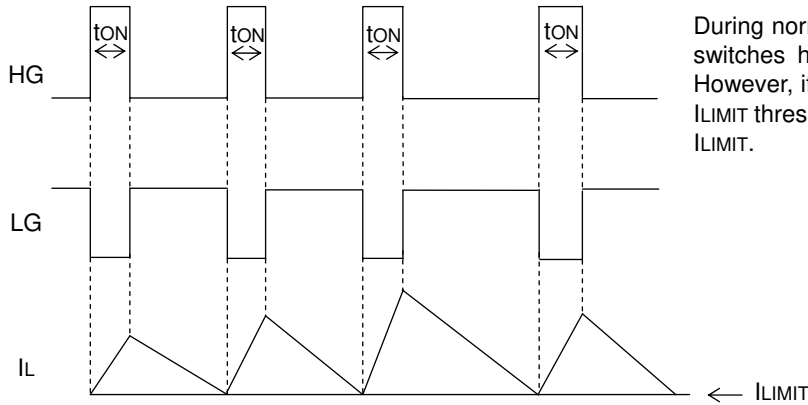 tON
tON
tON
tON
HG
LG
IL
ILIMIT
During nor
switches h
However, i
ILIMIT thres
ILIMIT.